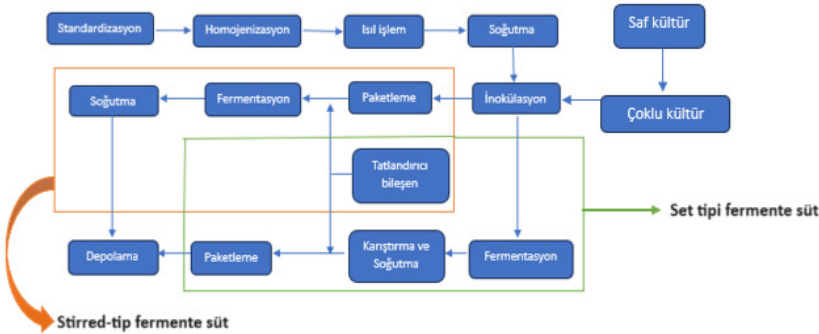 Standardizasyon
Homojenizasyon
Isıl işlem
Soğutma
Saf kültür
Soğutma
Fermentasyon
Paketleme
İnokülasyon
Çoklu kültür
Tatlandırıcı
bileşen
Set tipi fermente süt
Depolama
Paketleme
Karıştırma ve
Soğutma
Fermentasyon
Stirred-tip fermente süt